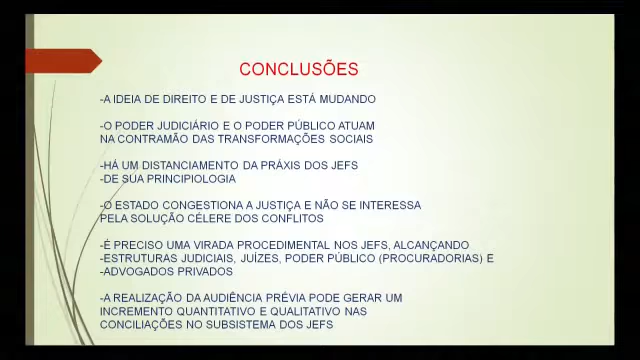 CONCLUSÕES
-A IDEIA DE DIREITO E DE JUSTIÇA ESTÁ MUDANDO
-O PODER JUDICIÁRIO E O PODER PÚBLICO ATUAM
NA CONTRAMÃO DAS TRANSFORMAÇÕES SOCIAIS
-HÁ UM DISTANCIAMENTO DA PRÁXIS DOS JEFS
-DE SUA PRINCIPIOLOGIA
-O ESTADO CONGESTIONA A JUSTIÇA E NÃO SE INTERESSA
PELA SOLUÇÃO CÉLERE DOS CONFLITOS
-É PRECISO UMA VIRADA PROCEDIMENTAL NOS JEFS, ALCANÇANDO
-ESTRUTURAS JUDICIAIS, JUÍZES, PODER PÚBLICO (PROCURADORIAS) E
-ADVOGADOS PRIVADOS
-A REALIZAÇÃO DA AUDIÊNCIA PRÉVIA PODE GERAR UM
INCREMENTO QUANTITATIVO E QUALITATIVO NAS
CONCILIAÇÕES NO SUBSISTEMA DOS JEFS